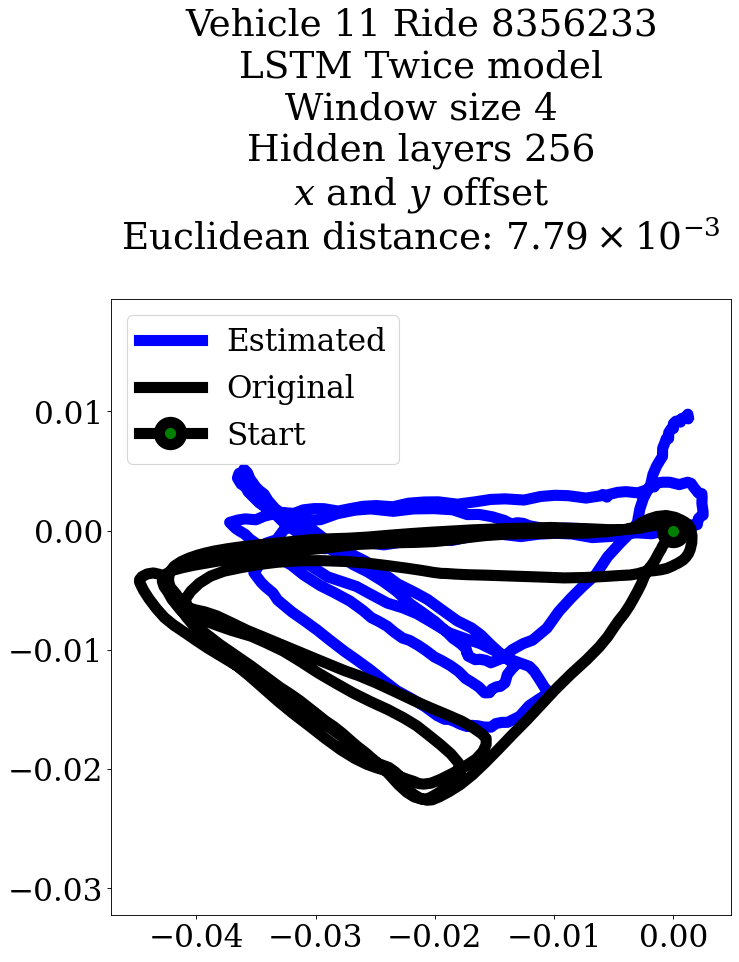 Vehicle 11 Ride 8356233
LSTM Twice model
Window size 4
Hidden layers 256
x and y offset
Euclidean distance: 7.79 × 10⁻³
Estimated
Original
Start
0.01
0.00
−0.01
−0.02
−0.03
−0.04 −0.03 −0.02 −0.01 0.00